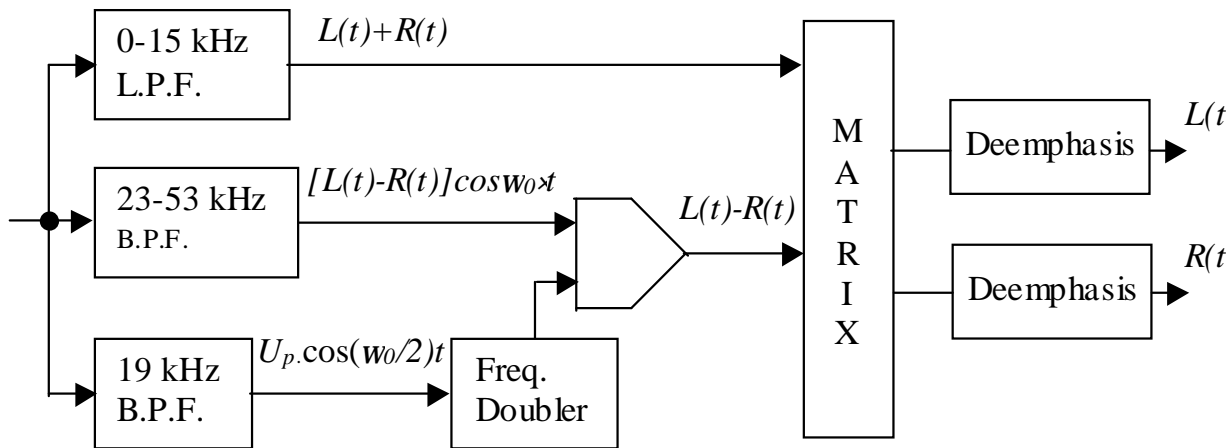 0-15 kHz
L.P.F.
L(t)+R(t)
23-53 kHz
B.P.F.
[L(t)-R(t)]cosw₀×t
19 kHz
B.P.F.
Uₚ.cos(w₀/2)t
Freq.
Doubler
L(t)-R(t)
M
A
T
R
I
X
Deemphasis
L(t
Deemphasis
R(t